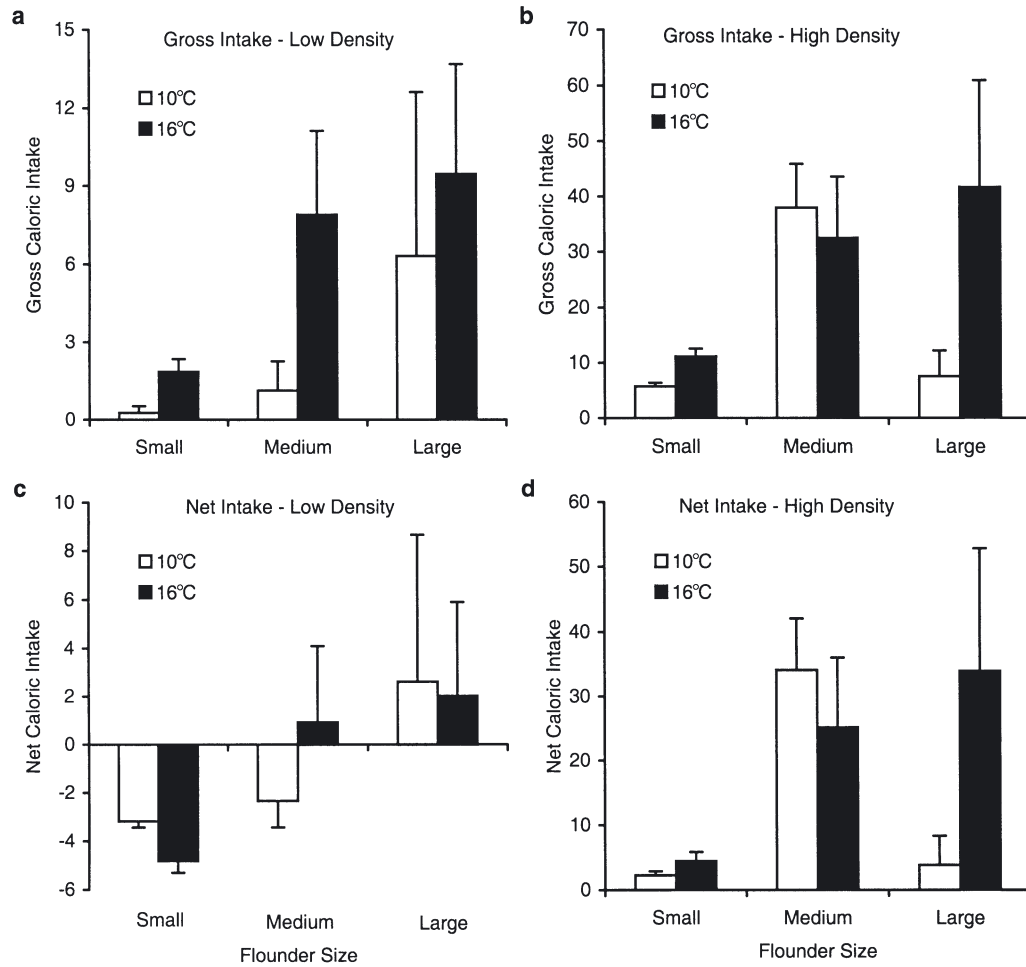 a
Gross Intake - Low Density
10°C
16°C
Gross Caloric Intake
15
12
9
6
3
0
Small Medium Large
b
Gross Intake - High Density
10°C
16°C
Gross Caloric Intake
70
60
50
40
30
20
10
0
Small Medium Large
c
Net Intake - Low Density
10°C
16°C
Net Caloric Intake
10
8
6
4
2
0
-2
-4
-6
Small Medium Large
Flounder Size
d
Net Intake - High Density
10°C
16°C
Net Caloric Intake
60
50
40
30
20
10
0
Small Medium Large
Flounder Size